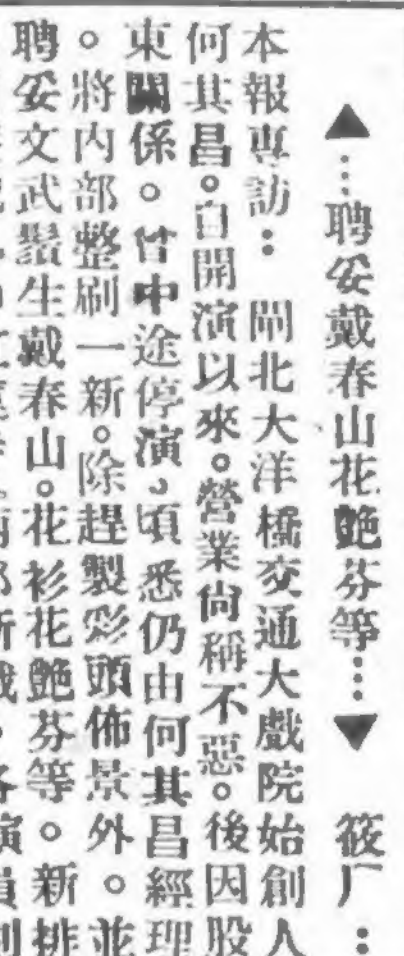 ▲…聘妥戴春山花艷芬等…▼ 筱厂：
本報專訪： 閘北大洋橋交通大戲院始創人
何其昌。自開演以來。營業尚稱不惡。後因股
東關係。曾中途停演，頃悉仍由何其昌經理
。將內部整刷一新。除趕製彩頭佈景外。並
聘妥文武鬚生戴春山。花衫花艷芬等。新排